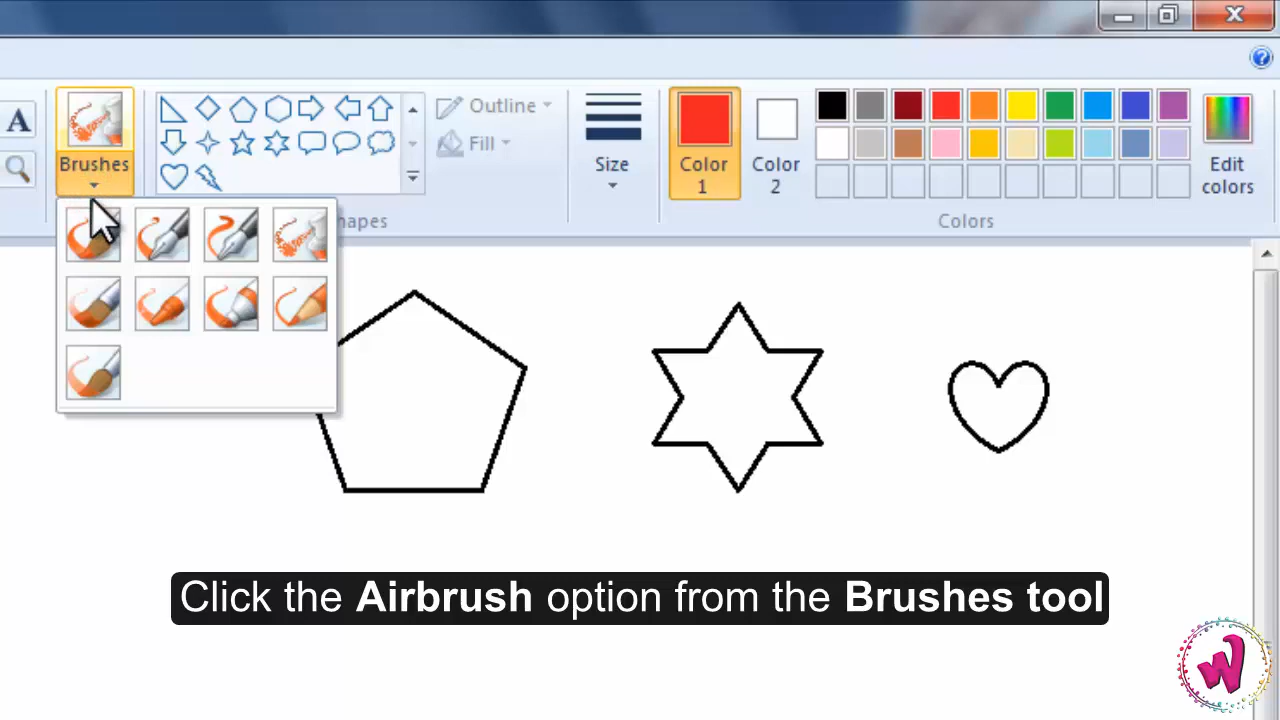 A
Brushes
Outline
Fill
Size
Color
1
Color
2
Edit
colors
hapes
Colors
Click the Airbrush option from the Brushes tool
W